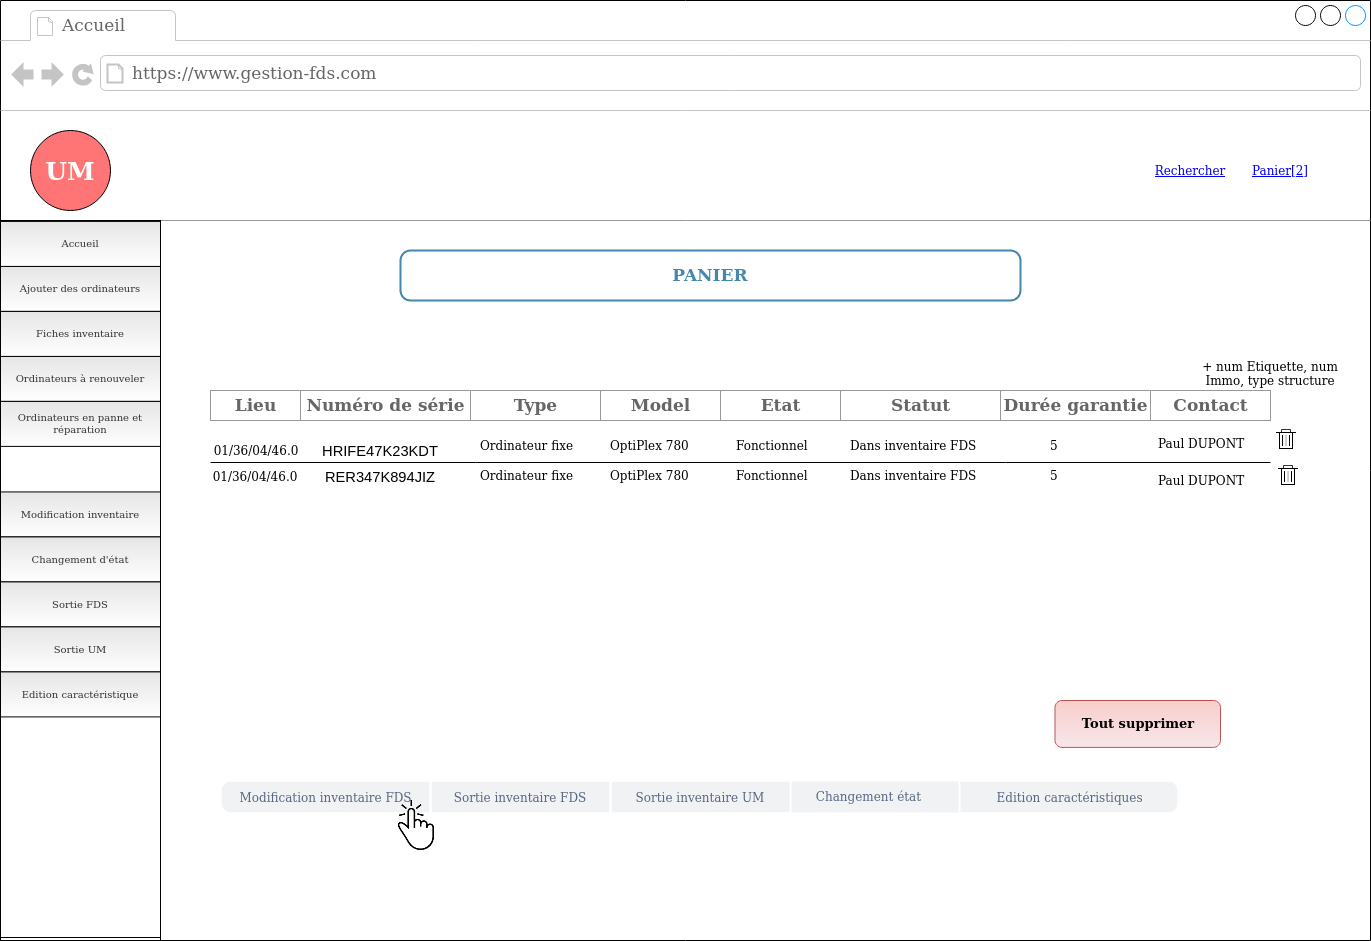 Accueil
https://www.gestion-fds.com
UM
Rechercher Panier[2]
Accueil
Ajouter des ordinateurs
Fiches inventaire
Ordinateurs à renouveler
Ordinateurs en panne et
réparation
Modification inventaire
Changement d'état
Sortie FDS
Sortie UM
Edition caractéristique
PANIER
+ num Etiquette, num
Immo, type structure
Lieu Numéro de série Type Model Etat Statut Durée garantie Contact
01/36/04/46.0 HRIFE47K23KDT Ordinateur fixe OptiPlex 780 Fonctionnel Dans inventaire FDS 5 Paul DUPONT
01/36/04/46.0 RER347K894JIZ Ordinateur fixe OptiPlex 780 Fonctionnel Dans inventaire FDS 5 Paul DUPONT
Tout supprimer
Modification inventaire FDS Sortie inventaire FDS Sortie inventaire UM Changement état Edition caractéristiques